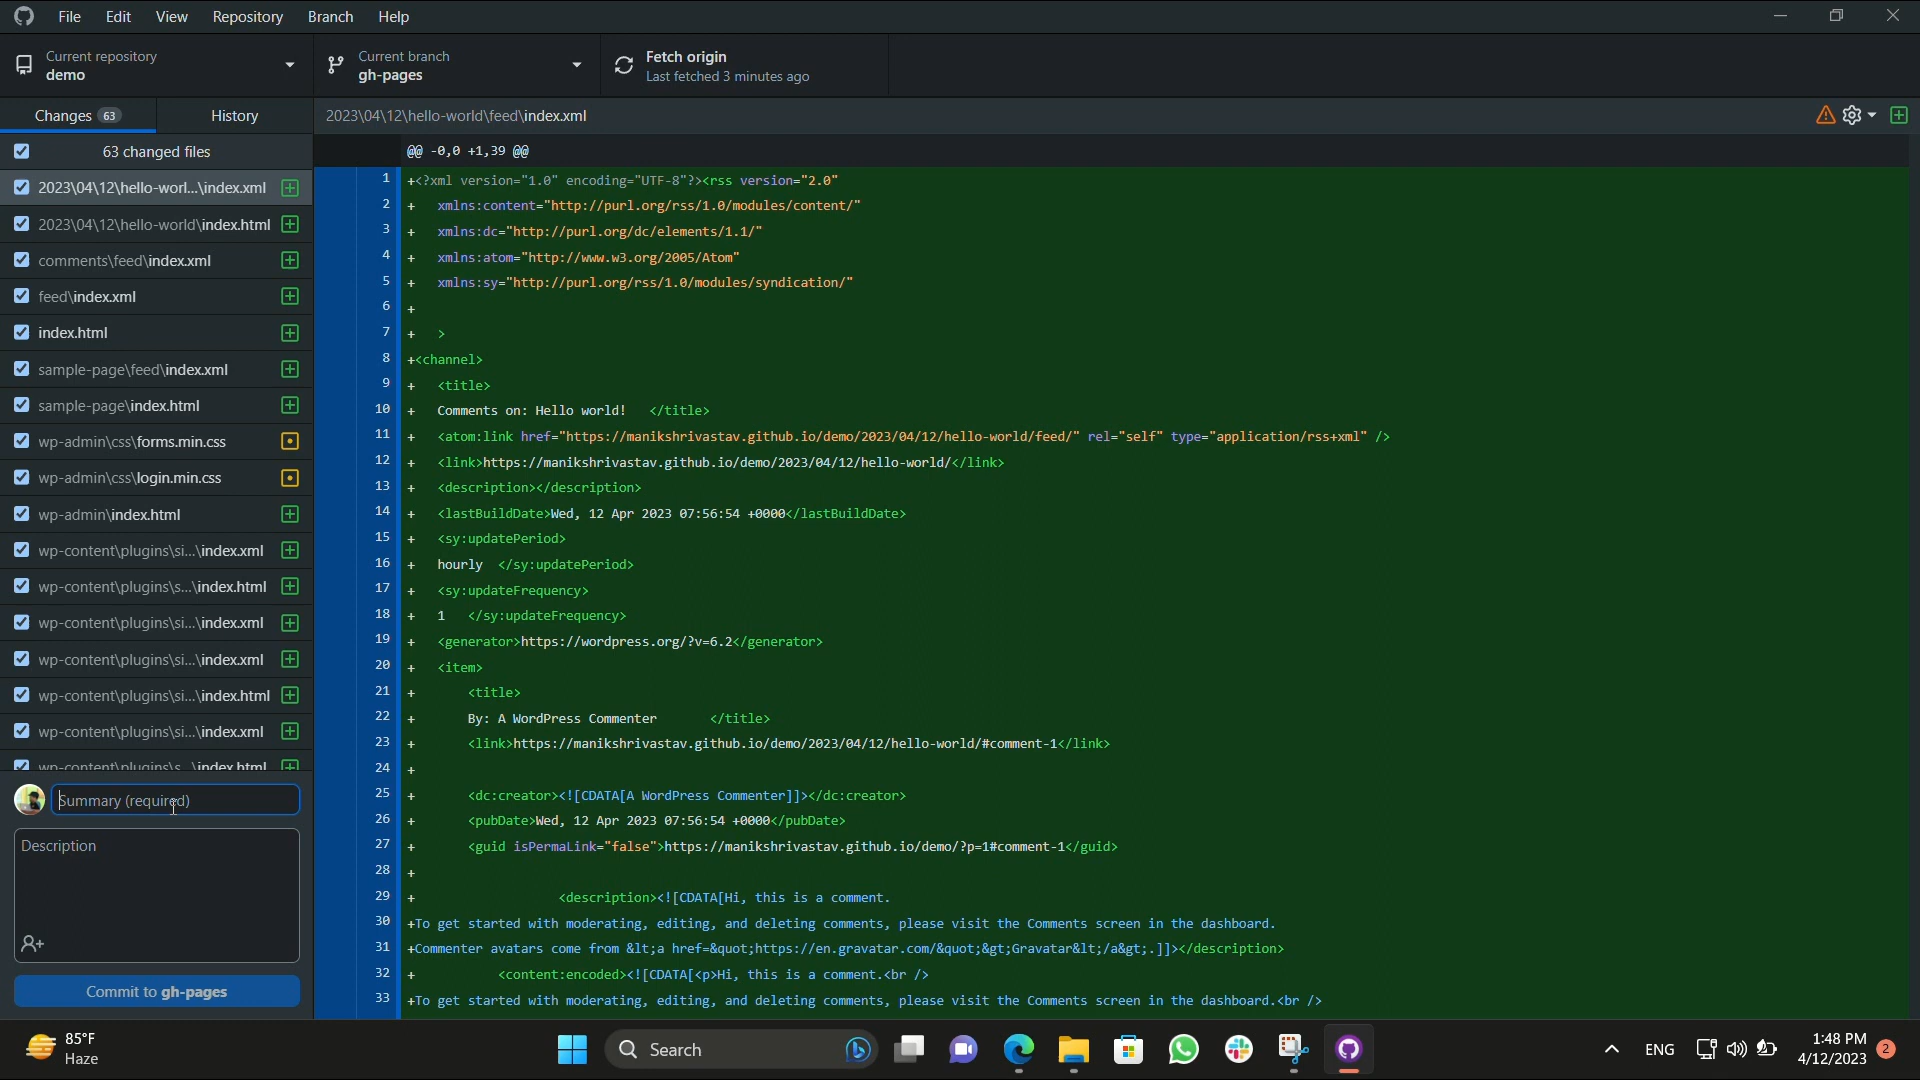 File Edit View Repository Branch Help
Current repository
demo
Current branch
gh-pages
Fetch origin
Last fetched 3 minutes ago
Changes 63 History
2023\04\12\hello-world\feed\index.xml
63 changed files
2023\04\12\hello-worl...\index.xml
2023\04\12\hello-world\index.html
comments\feed\index.xml
feed\index.xml
index.html
sample-page\feed\index.xml
sample-page\index.html
wp-admin\css\forms.min.css
wp-admin\css\login.min.css
wp-admin\index.html
wp-content\plugins\si...\index.xml
wp-content\plugins\s...\index.html
wp-content\plugins\si...\index.xml
wp-content\plugins\si...\index.xml
wp-content\plugins\si...\index.html
wp-content\plugins\si...\index.xml
wp-content\plugins\s...\index.html
Summary (required)
Description
Commit to gh-pages
@@ -0,0 +1,39 @@
1 +<?xml version="1.0" encoding="UTF-8"?><rss version="2.0"
2 + xmlns:content="http://purl.org/rss/1.0/modules/content/"
3 + xmlns:dc="http://purl.org/dc/elements/1.1/"
4 + xmlns:atom="http://www.w3.org/2005/Atom"
5 + xmlns:sy="http://purl.org/rss/1.0/modules/syndication/"
6 +
7 + >
8 +<channel>
9 + <title>
10 + Comments on: Hello world! </title>
11 + <atom:link href="https://manikshrivastav.github.io/demo/2023/04/12/hello-world/feed/" rel="self" type="application/rss+xml" />
12 + <link>https://manikshrivastav.github.io/demo/2023/04/12/hello-world/</link>
13 + <description></description>
14 + <lastBuildDate>Wed, 12 Apr 2023 07:56:54 +0000</lastBuildDate>
15 + <sy:updatePeriod>
16 + hourly </sy:updatePeriod>
17 + <sy:updateFrequency>
18 + 1 </sy:updateFrequency>
19 + <generator>https://wordpress.org/?v=6.2</generator>
20 + <item>
21 + <title>
22 + By: A WordPress Commenter </title>
23 + <link>https://manikshrivastav.github.io/demo/2023/04/12/hello-world/#comment-1</link>
24 +
25 + <dc:creator><![CDATA[A WordPress Commenter]]></dc:creator>
26 + <pubDate>Wed, 12 Apr 2023 07:56:54 +0000</pubDate>
27 + <guid isPermaLink="false">https://manikshrivastav.github.io/demo/?p=1#comment-1</guid>
28 +
29 + <description><![CDATA[Hi, this is a comment.
30 +To get started with moderating, editing, and deleting comments, please visit the Comments screen in the dashboard.
31 +Commenter avatars come from &lt;a href=&quot;https://en.gravatar.com/&quot;&gt;Gravatar&lt;/a&gt;.]]></description>
32 + <content:encoded><![CDATA[<p>Hi, this is a comment.<br />
33 +To get started with moderating, editing, and deleting comments, please visit the Comments screen in the dashboard.<br />
85°F
Haze
Search
ENG
1:48 PM
4/12/2023
2